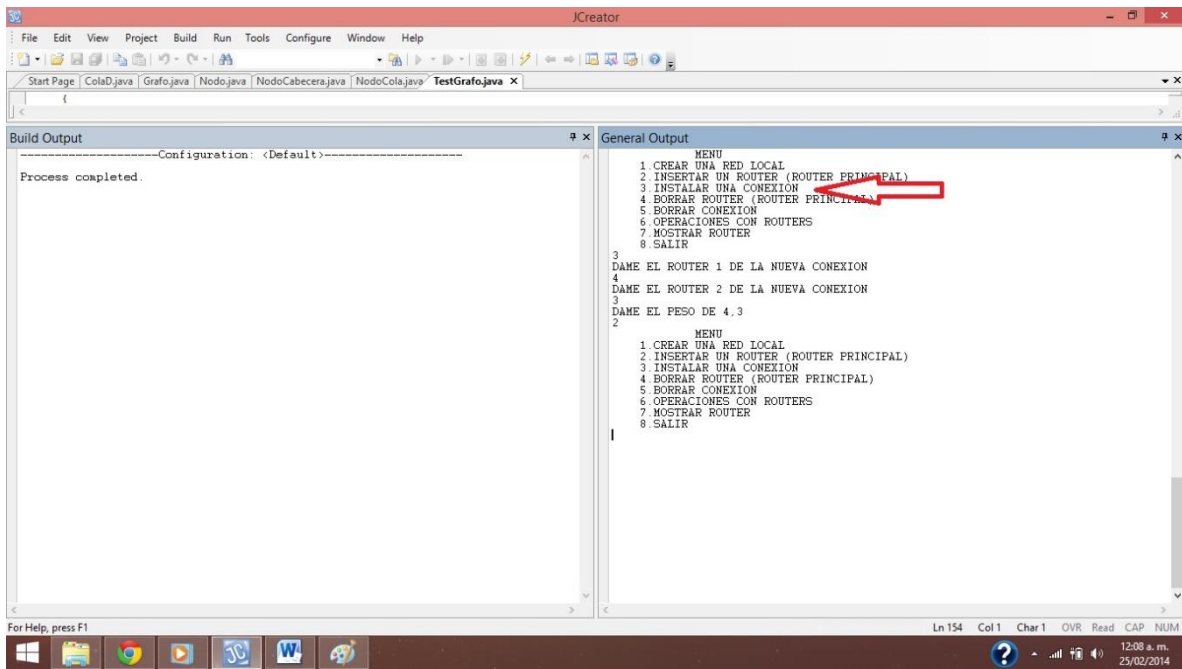 JCreator
File Edit View Project Build Run Tools Configure Window Help
Start Page ColaD.java Grafo.java Nodo.java NodoCabecera.java NodoCola.java TestGrafo.java X
{
Build Output
--------------------Configuration: <Default>--------------------
Process completed.
General Output
MENU
1.CREAR UNA RED LOCAL
2.INSERTAR UN ROUTER (ROUTER PRINCIPAL)
3.INSTALAR UNA CONEXION
4.BORRAR ROUTER (ROUTER PRINCIPAL)
5.BORRAR CONEXION
6.OPERACIONES CON ROUTERS
7.MOSTRAR ROUTER
8.SALIR
3
DAME EL ROUTER 1 DE LA NUEVA CONEXION
4
DAME EL ROUTER 2 DE LA NUEVA CONEXION
3
DAME EL PESO DE 4,3
2
MENU
1.CREAR UNA RED LOCAL
2.INSERTAR UN ROUTER (ROUTER PRINCIPAL)
3.INSTALAR UNA CONEXION
4.BORRAR ROUTER (ROUTER PRINCIPAL)
5.BORRAR CONEXION
6.OPERACIONES CON ROUTERS
7.MOSTRAR ROUTER
8.SALIR
For Help, press F1
Ln 154 Col 1 Char 1 OVR Read CAP NUM
12:08 a. m.
25/02/2014